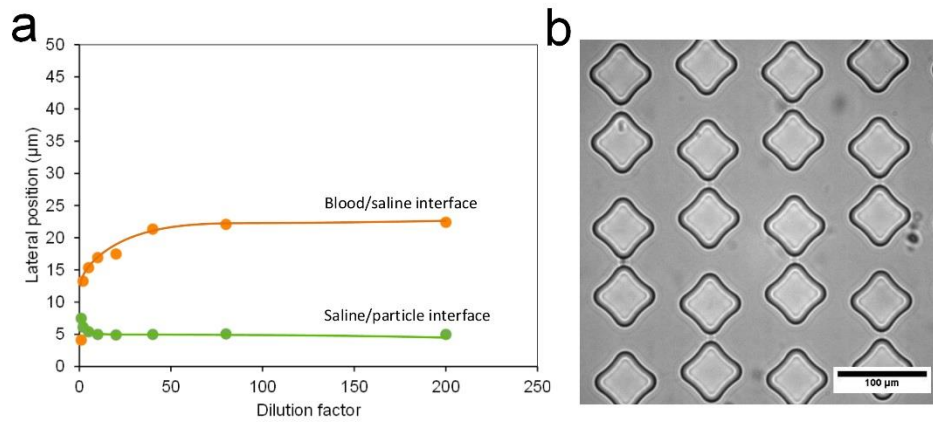 a
50
45
40
35
30
25
20
15
10
5
0
Lateral position (µm)
Blood/saline interface
Saline/particle interface
0 50 100 150 200 250
Dilution factor
b
100 µm